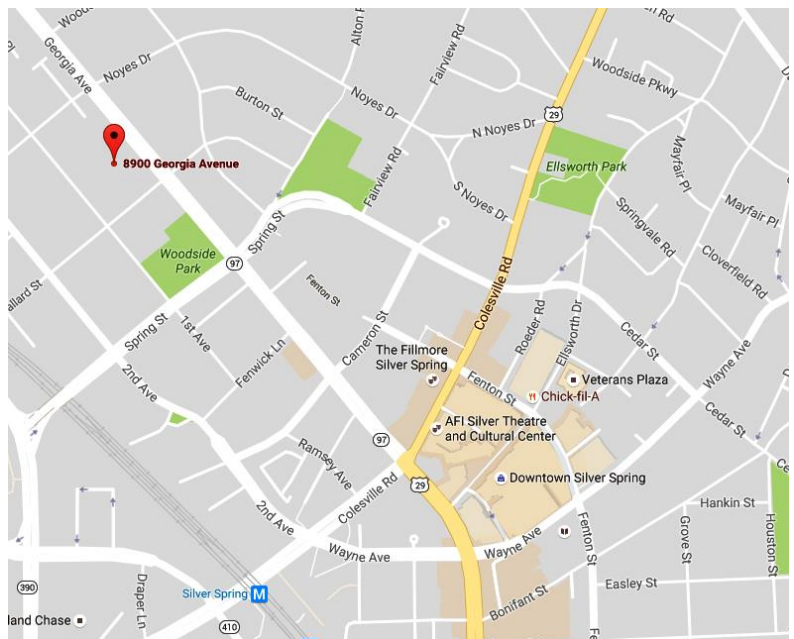 Woods
Georgia Ave
Noyes Dr
Alton P
Burton St
Noyes Dr
Fairview Rd
29
Woodside Pkwy
N Noyes Dr
8900 Georgia Avenue
Fairview Rd
Ellsworth Park
Mayfair Pl
S Noyes Dr
Springvale Rd
Mayfair Pl
Spring St
Woodside
Park
97
Colesville Rd
Cloverfield Rd
allard St
Fenton St
Spring St
1st Ave
Cameron St
Roeder Rd
Ellsworth Dr
Cedar St
Wayne Ave
Fenwick Ln
The Fillmore
Silver Spring
2nd Ave
Fenton St
Veterans Plaza
Chick-fil-A
AFI Silver Theatre
and Cultural Center
Cedar St
97
Ramsey Ave
Colesville Rd
29
Downtown Silver Spring
2nd Ave
Wayne Ave
Wayne Ave
Fenton St
Hankin St
Grove St
Houston St
390
Draper Ln
Silver Spring M
Easley St
Bonifant St
land Chase
410